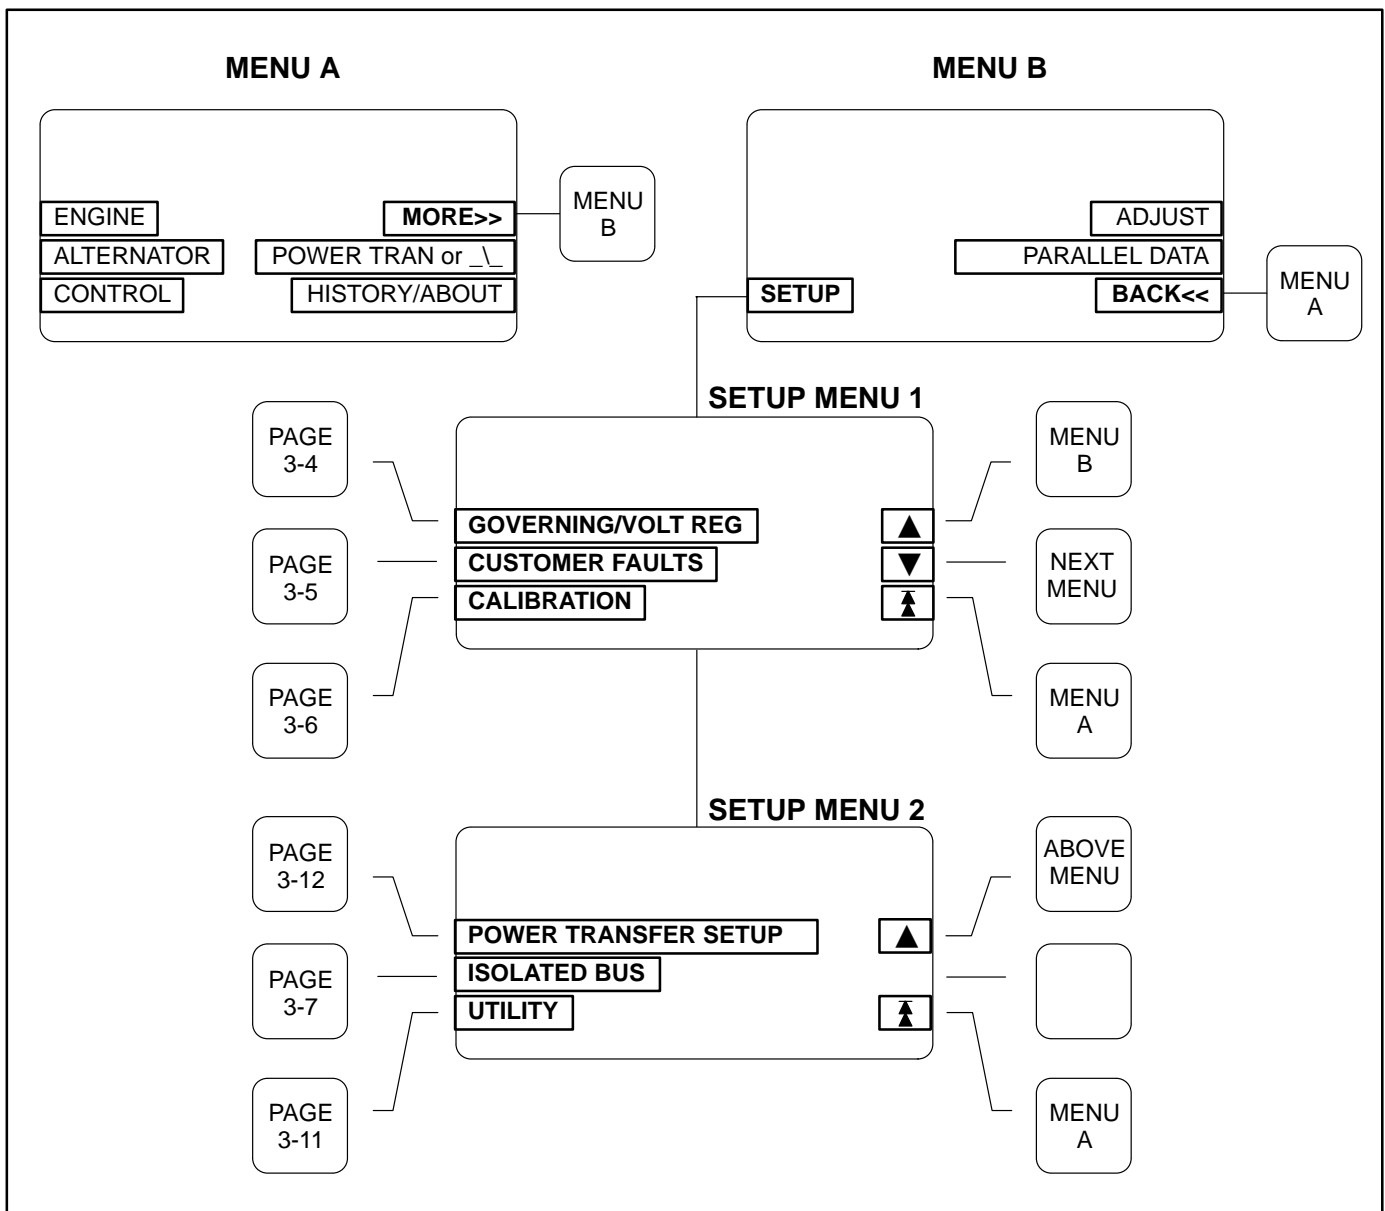 MENU A
MENU B
ENGINE
MORE>>
MENU
B
ALTERNATOR
POWER TRAN or _\_
CONTROL
HISTORY/ABOUT
ADJUST
PARALLEL DATA
SETUP
BACK<<
MENU
A
SETUP MENU 1
PAGE
3-4
MENU
B
GOVERNING/VOLT REG
▲
PAGE
3-5
CUSTOMER FAULTS
▼
NEXT
MENU
CALIBRATION
PAGE
3-6
MENU
A
SETUP MENU 2
PAGE
3-12
ABOVE
MENU
POWER TRANSFER SETUP
▲
PAGE
3-7
ISOLATED BUS
UTILITY
PAGE
3-11
MENU
A